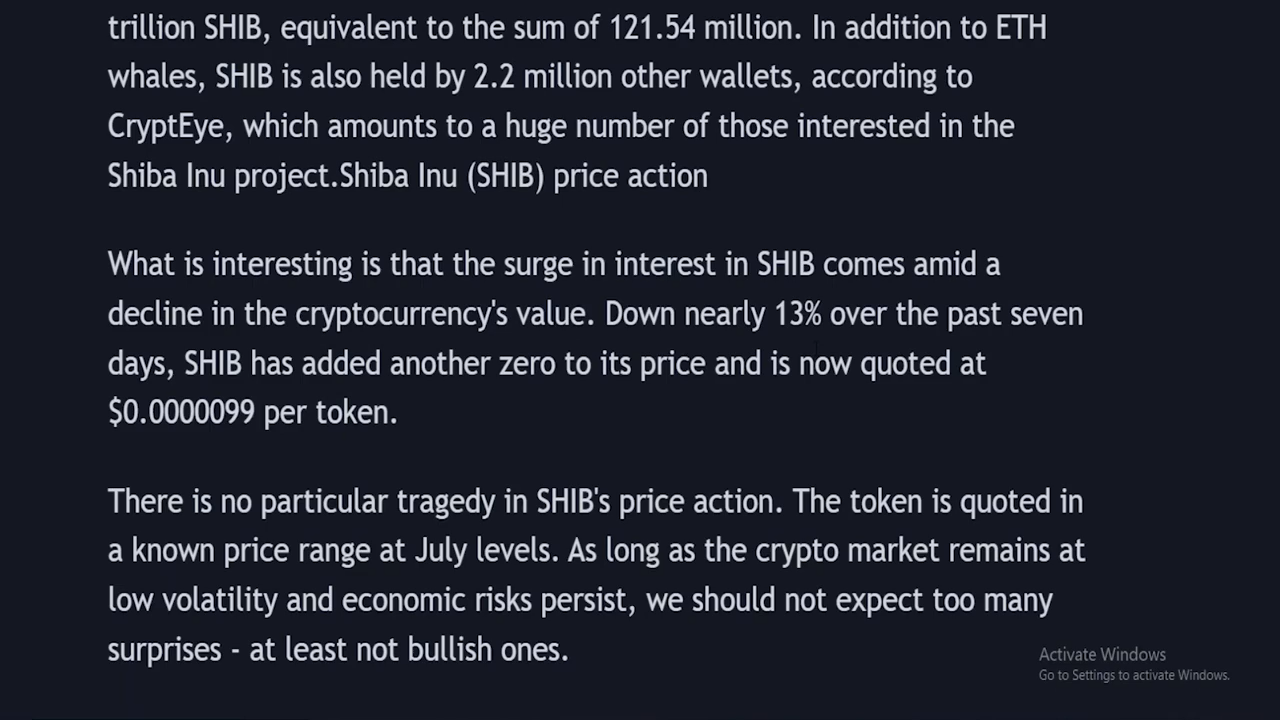 trillion SHIB, equivalent to the sum of 121.54 million. In addition to ETH
whales, SHIB is also held by 2.2 million other wallets, according to
CryptEye, which amounts to a huge number of those interested in the
Shiba Inu project.Shiba Inu (SHIB) price action
What is interesting is that the surge in interest in SHIB comes amid a
decline in the cryptocurrency's value. Down nearly 13% over the past seven
days, SHIB has added another zero to its price and is now quoted at
$0.0000099 per token.
There is no particular tragedy in SHIB's price action. The token is quoted in
a known price range at July levels. As long as the crypto market remains at
low volatility and economic risks persist, we should not expect too many
surprises - at least not bullish ones.
Activate Windows
Go to Settings to activate Windows.